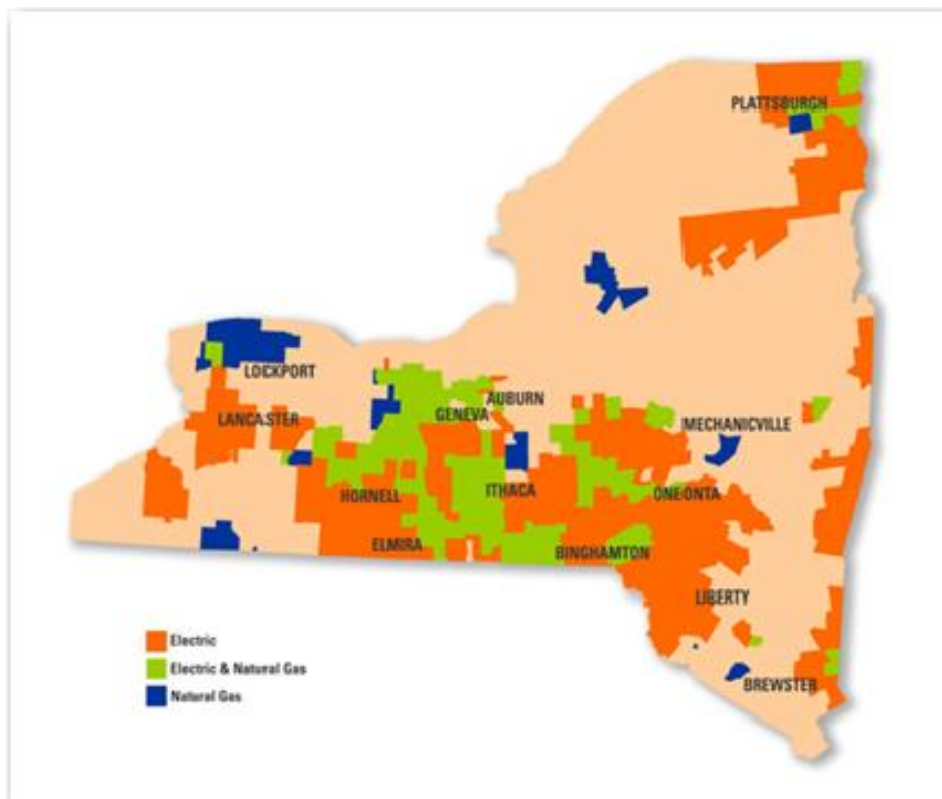 PLATTSBURGH
LOCKPORT
LANCASTER
AUBURN
GENEVA
MECHANICVILLE
HORNELL
ITHACA
ONEONTA
ELMIRA
BINGHAMTON
LIBERTY
BREWSTER
Electric
Electric & Natural Gas
Natural Gas